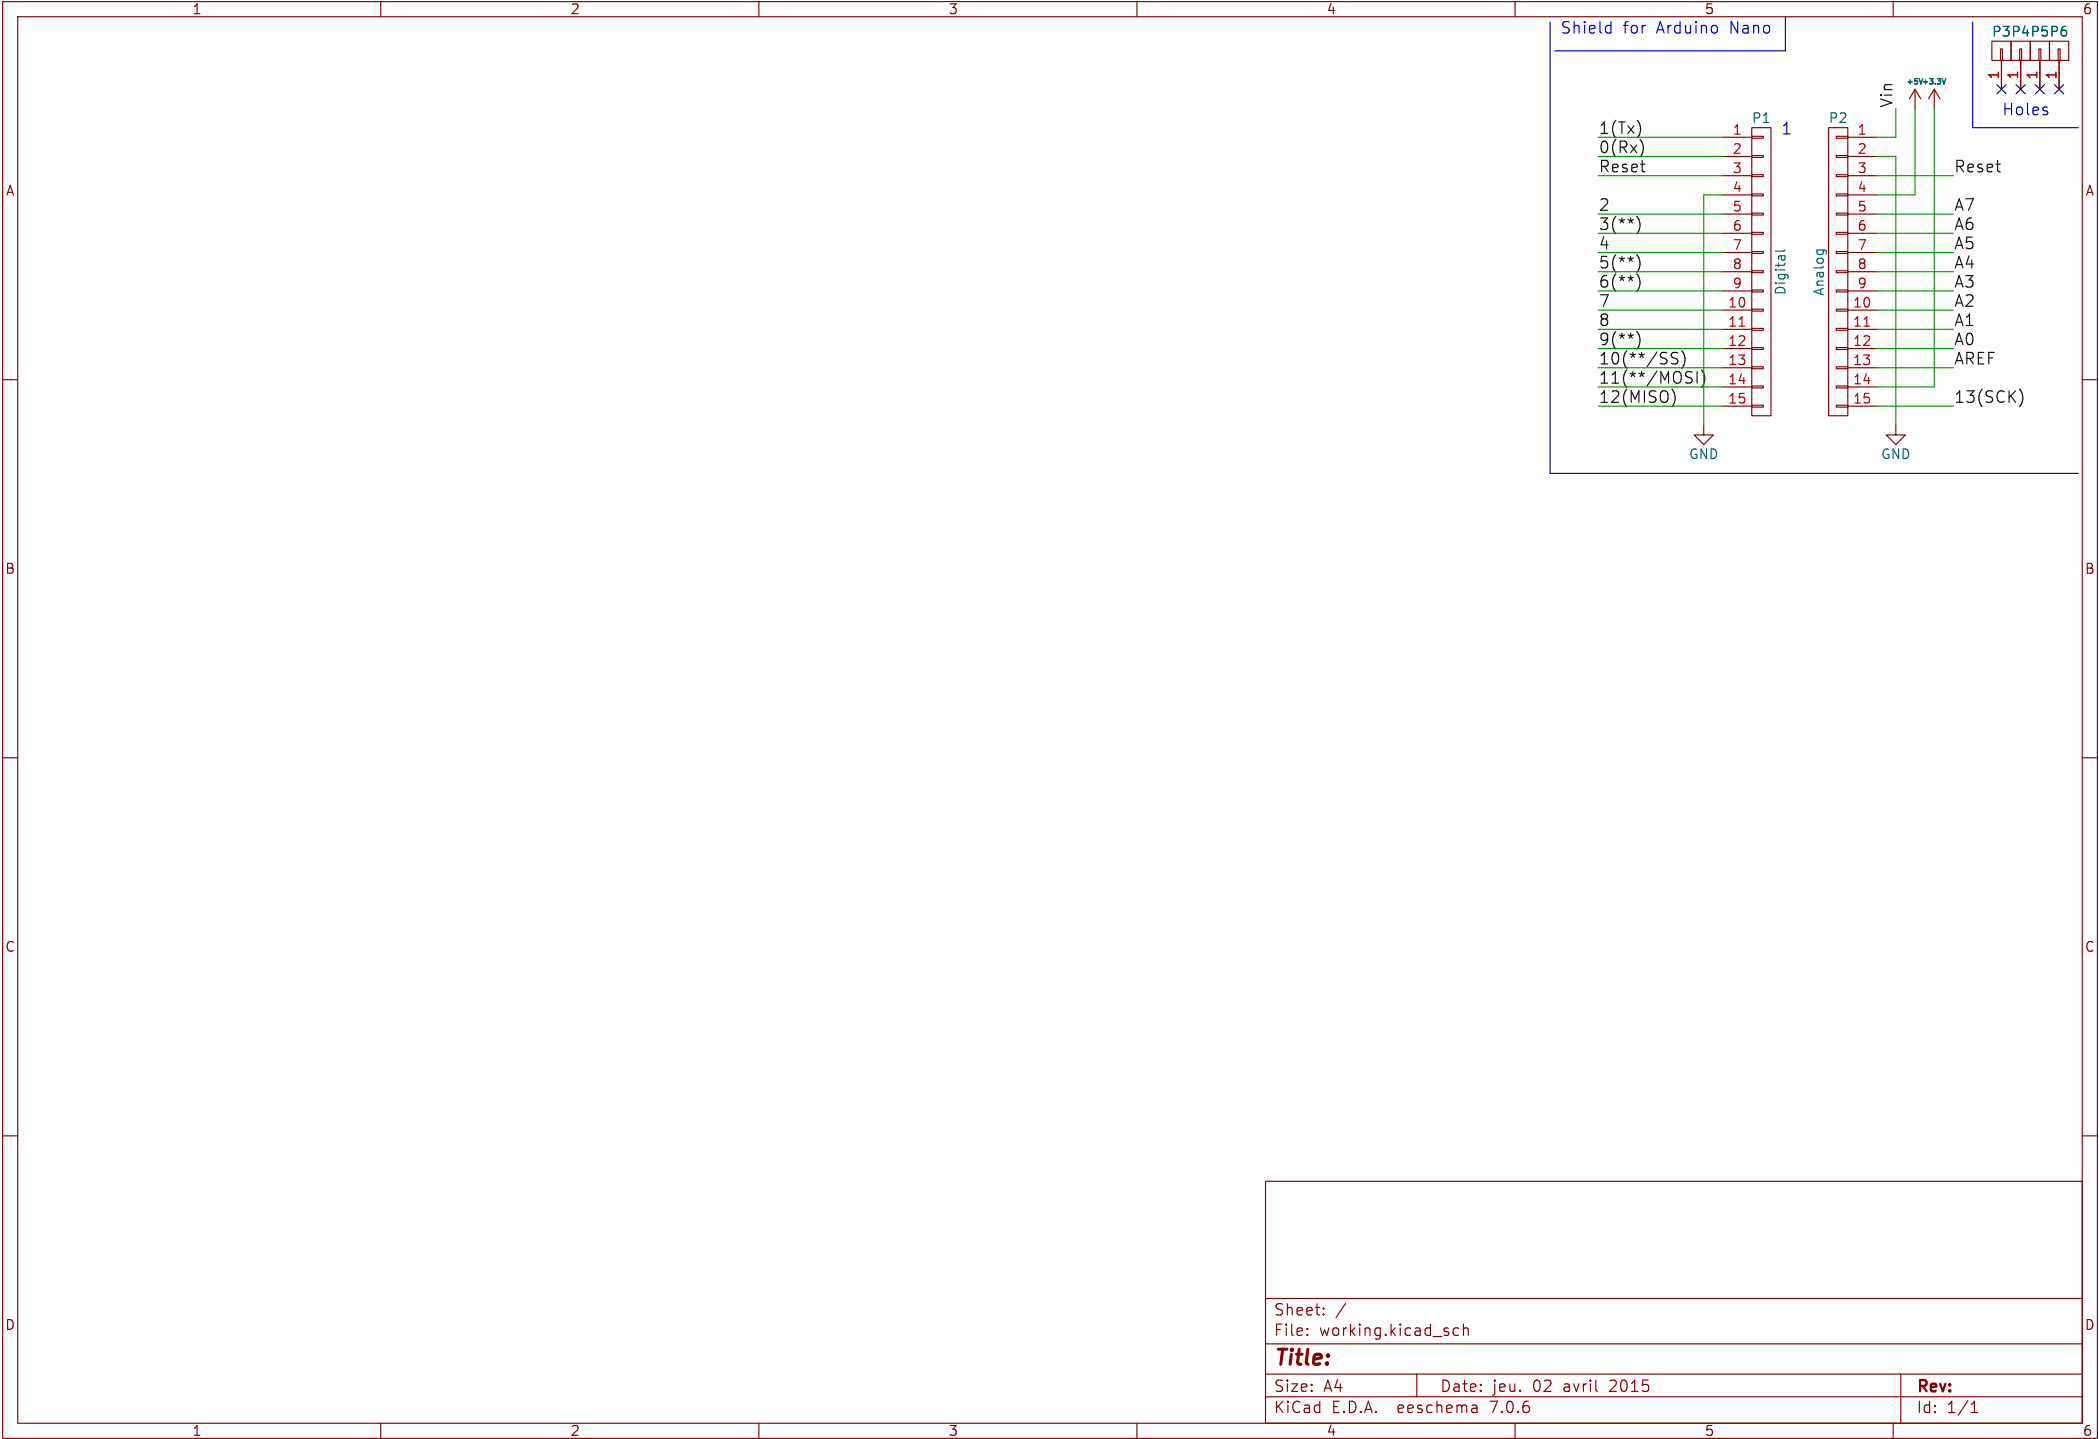 1 2 3 4 5 6
Shield for Arduino Nano
P3 P4 P5 P6
1 1 1 1
Holes
Vin
+5V +3.3V
P1 1 P2
1(Tx) 1 1
0(Rx) 2 2
Reset 3 3 Reset
4 4
2 5 5 A7
3(**) 6 6 A6
4 7 7 A5
5(**) 8 8 A4
6(**) 9 9 A3
7 10 10 A2
8 11 11 A1
9(**) 12 12 A0
10(**/SS) 13 13 AREF
11(**/MOSI) 14 14
12(MISO) 15 15 13(SCK)
Digital
Analog
GND GND
A A
B B
C C
D D
Sheet: /
File: working.kicad_sch
Title:
Size: A4 Date: jeu. 02 avril 2015 Rev:
KiCad E.D.A. eeschema 7.0.6 Id: 1/1
1 2 3 4 5 6